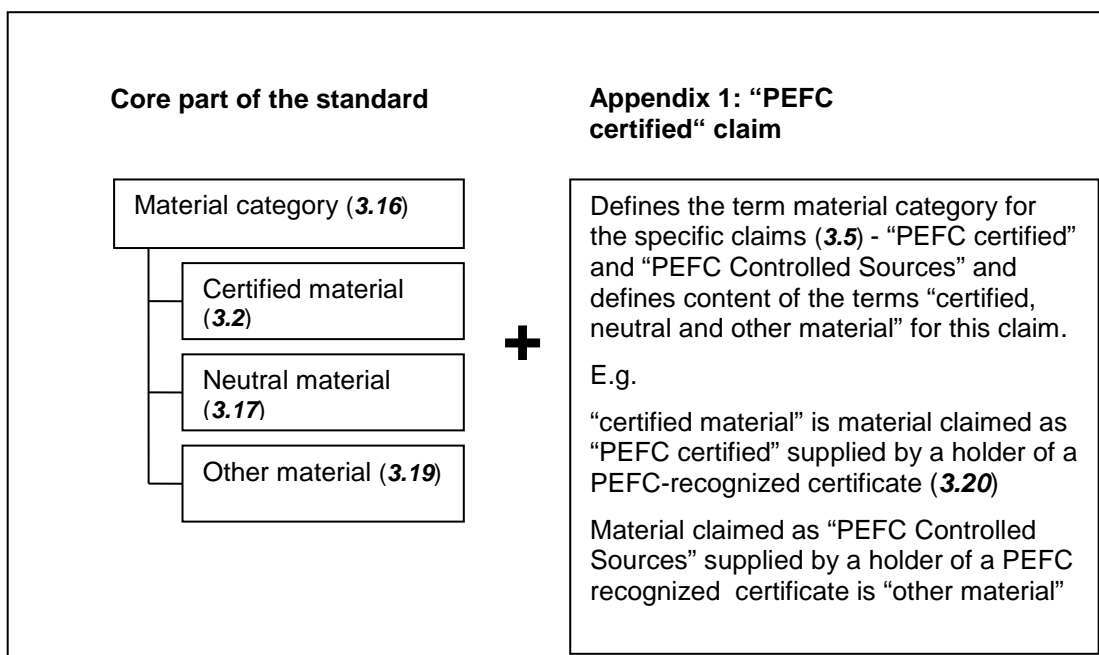 Core part of the standard
Material category (3.16)
Certified material
(3.2)
Neutral material
(3.17)
Other material (3.19)
+
Appendix 1: “PEFC
certified“ claim
Defines the term material category for
the specific claims (3.5) - “PEFC certified”
and “PEFC Controlled Sources” and
defines content of the terms “certified,
neutral and other material” for this claim.
E.g.
“certified material” is material claimed as
“PEFC certified” supplied by a holder of a
PEFC-recognized certificate (3.20)
Material claimed as “PEFC Controlled
Sources” supplied by a holder of a PEFC
recognized  certificate is “other material”